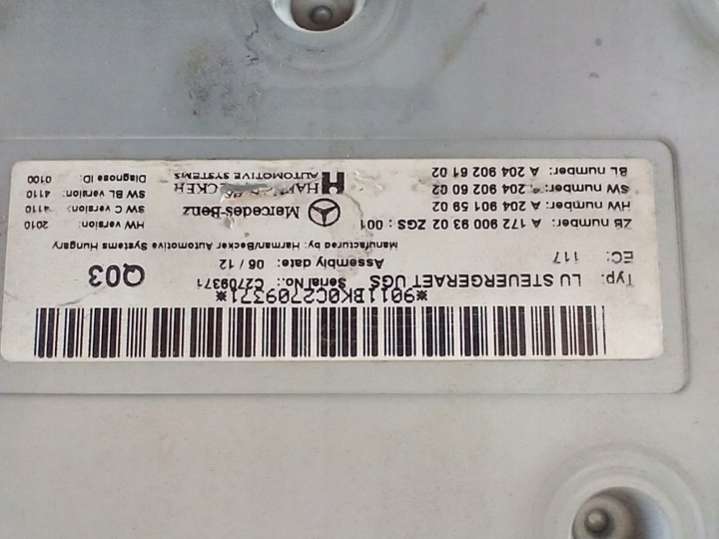 *9011BK0C2709371*
Typ: LU STEUERGERAET UGS Serial No.: C2709371
EC: 117 Assembly date: 06 / 12 Q03
Manufactured by: Harman/Becker Automotive Systems Hungary
ZB number: A 172 900 93 02 ZGS : 001
HW number: A 204 901 59 02
SW number: A 204 902 60 02
BL number: A 204 902 61 02
Mercedes-Benz
AUTOMOTIVE SYSTEMS
HW version: 2010
SW C version: 4110
SW BL version: 4110
Diagnose ID: 0100